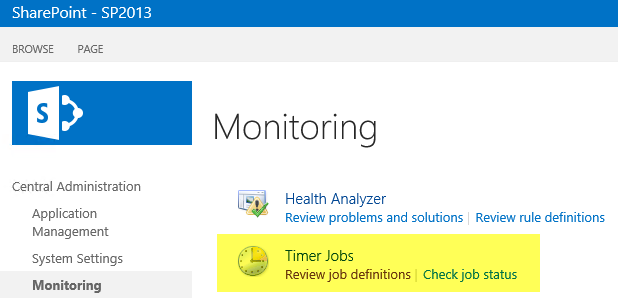 SharePoint - SP2013
BROWSE PAGE
S
Monitoring
Central Administration
Application
Management
System Settings
Monitoring
Health Analyzer
Review problems and solutions | Review rule definitions
Timer Jobs
Review job definitions | Check job status